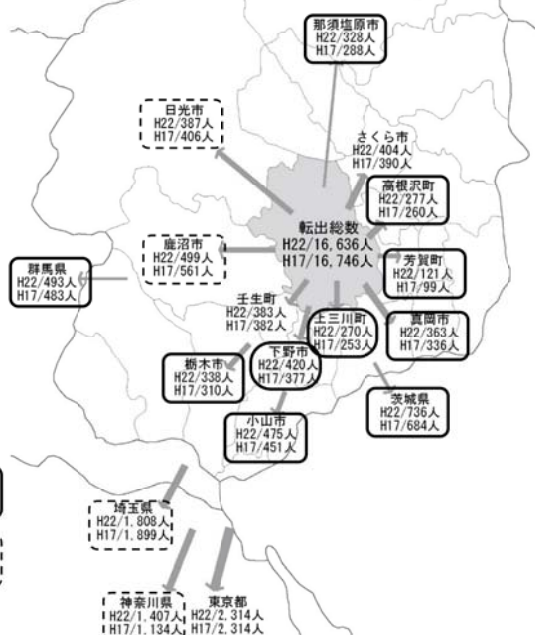 那須塩原市
H22/328人
H17/288人
日光市
H22/387人
H17/406人
さくら市
H22/404人
H17/390人
高根沢町
H22/277人
H17/260人
転出総数
H22/16,636人
H17/16,746人
鹿沼市
H22/499人
H17/561人
芳賀町
H22/121人
H17/99人
群馬県
H22/493人
H17/483人
壬生町
H22/383人
H17/382人
上三川町
H22/270人
H17/253人
真岡市
H22/363人
H17/336人
下野市
H22/420人
H17/377人
栃木市
H22/338人
H17/310人
茨城県
H22/736人
H17/684人
小山市
H22/475人
H17/451人
埼玉県
H22/1,808人
H17/1,899人
神奈川県
H22/1,407人
H17/1,134人
東京都
H22/2,314人
H17/2,314人